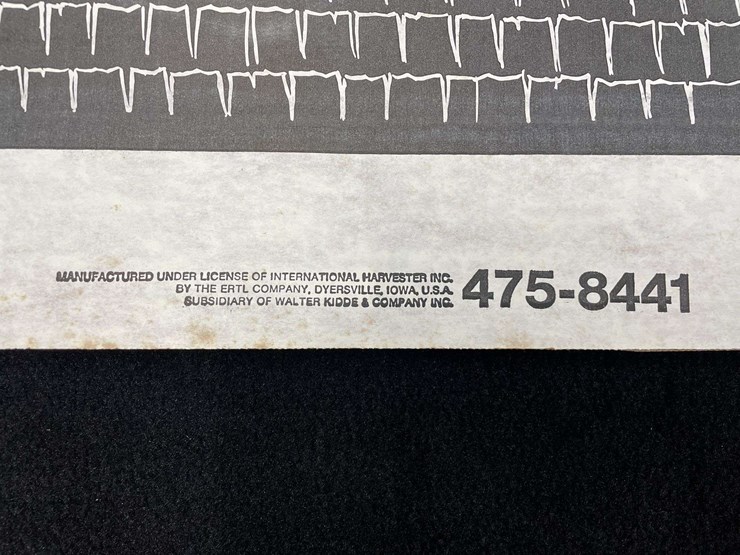 MANUFACTURED UNDER LICENSE OF INTERNATIONAL HARVESTER INC.
BY THE ERTL COMPANY, DYERSVILLE, IOWA, U.S.A.
SUBSIDIARY OF WALTER KIDDE & COMPANY INC.
475-8441